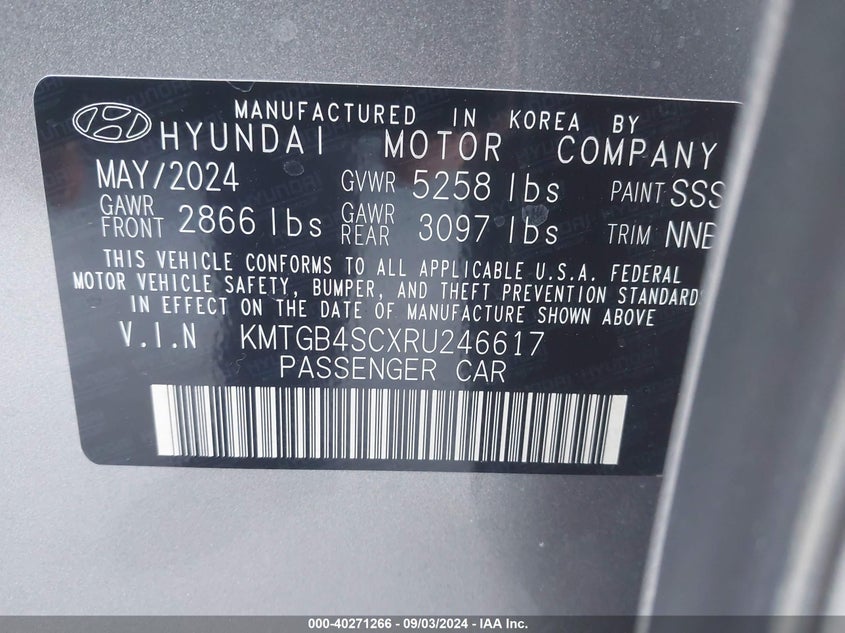 MANUFACTURED IN KOREA BY
HYUNDAI MOTOR COMPANY
MAY/2024 GVWR 5258 lbs PAINT SSS
GAWR FRONT 2866 lbs GAWR REAR 3097 lbs TRIM NNB
THIS VEHICLE CONFORMS TO ALL APPLICABLE U.S.A. FEDERAL
MOTOR VEHICLE SAFETY, BUMPER, AND THEFT PREVENTION STANDARDS
IN EFFECT ON THE DATE OF MANUFACTURE SHOWN ABOVE
V.I.N KMTGB4SCXRU246617
PASSENGER CAR
000-40271266 - 09/03/2024 - IAA Inc.